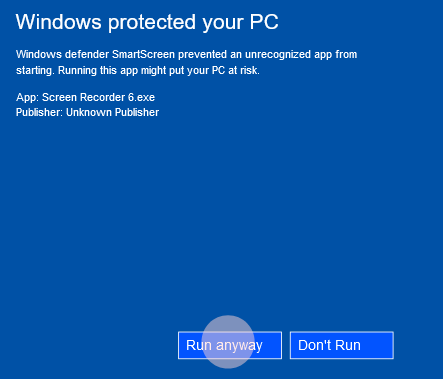 Windows protected your PC
Windows defender SmartScreen prevented an unrecognized app from
starting. Running this app might put your PC at risk.
App: Screen Recorder 6.exe
Publisher: Unknown Publisher
Run anyway
Don't Run